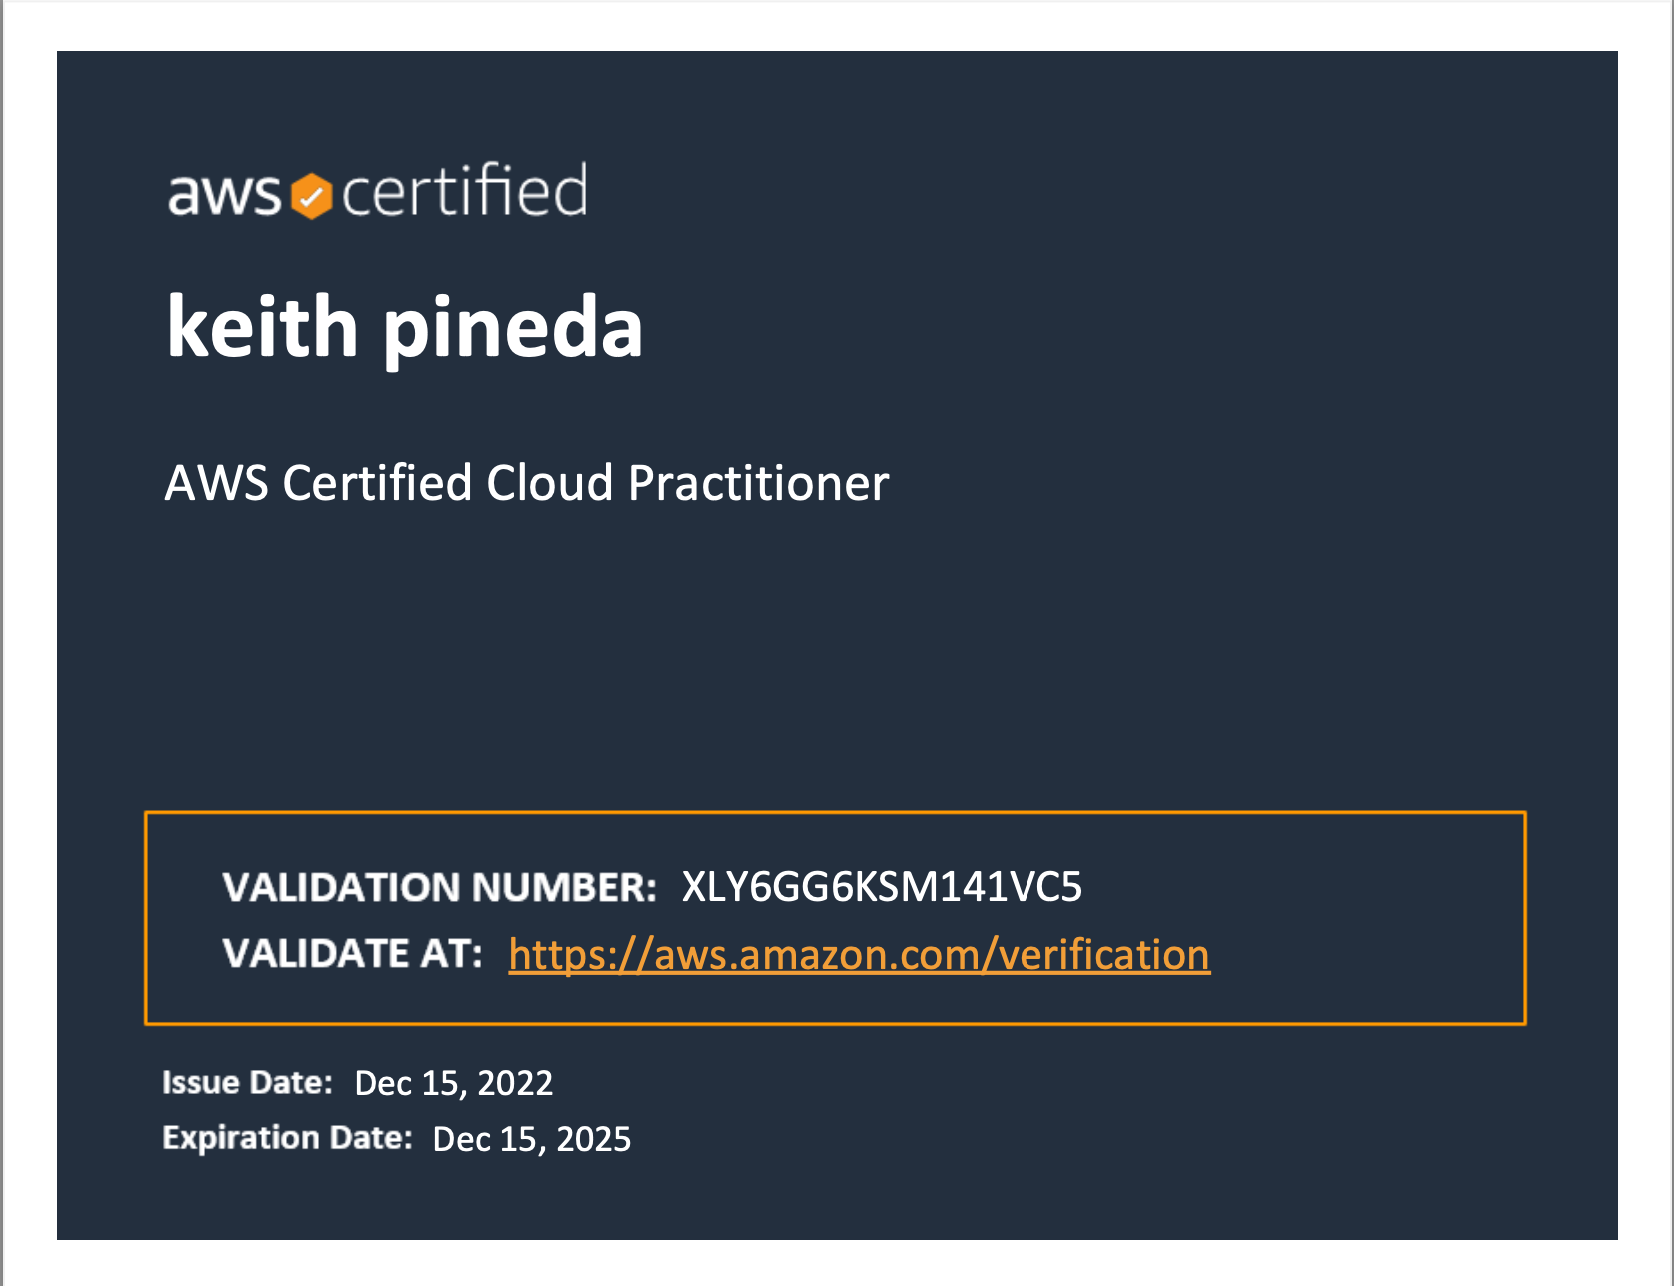 aws certified
keith pineda
AWS Certified Cloud Practitioner
VALIDATION NUMBER: XLY6GG6KSM141VC5
VALIDATE AT: https://aws.amazon.com/verification
Issue Date: Dec 15, 2022
Expiration Date: Dec 15, 2025